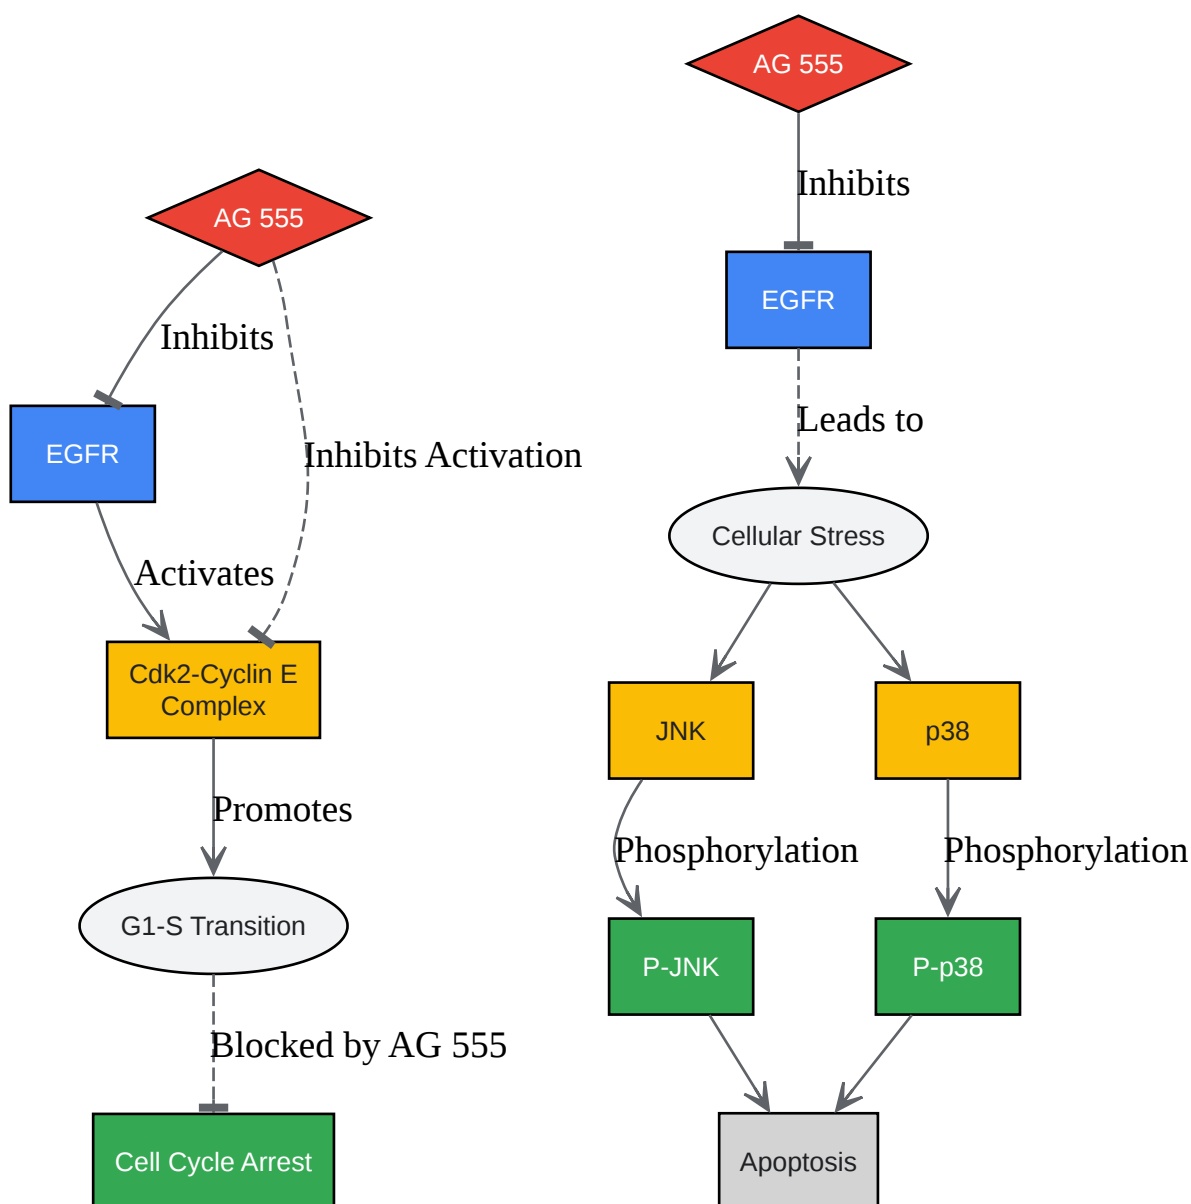 AG 555
Inhibits
EGFR
Inhibits Activation
Activates
Cdk2-Cyclin E
Complex
Promotes
G1-S Transition
Blocked by AG 555
Cell Cycle Arrest
AG 555
Inhibits
EGFR
Leads to
Cellular Stress
JNK
p38
Phosphorylation
Phosphorylation
P-JNK
P-p38
Apoptosis